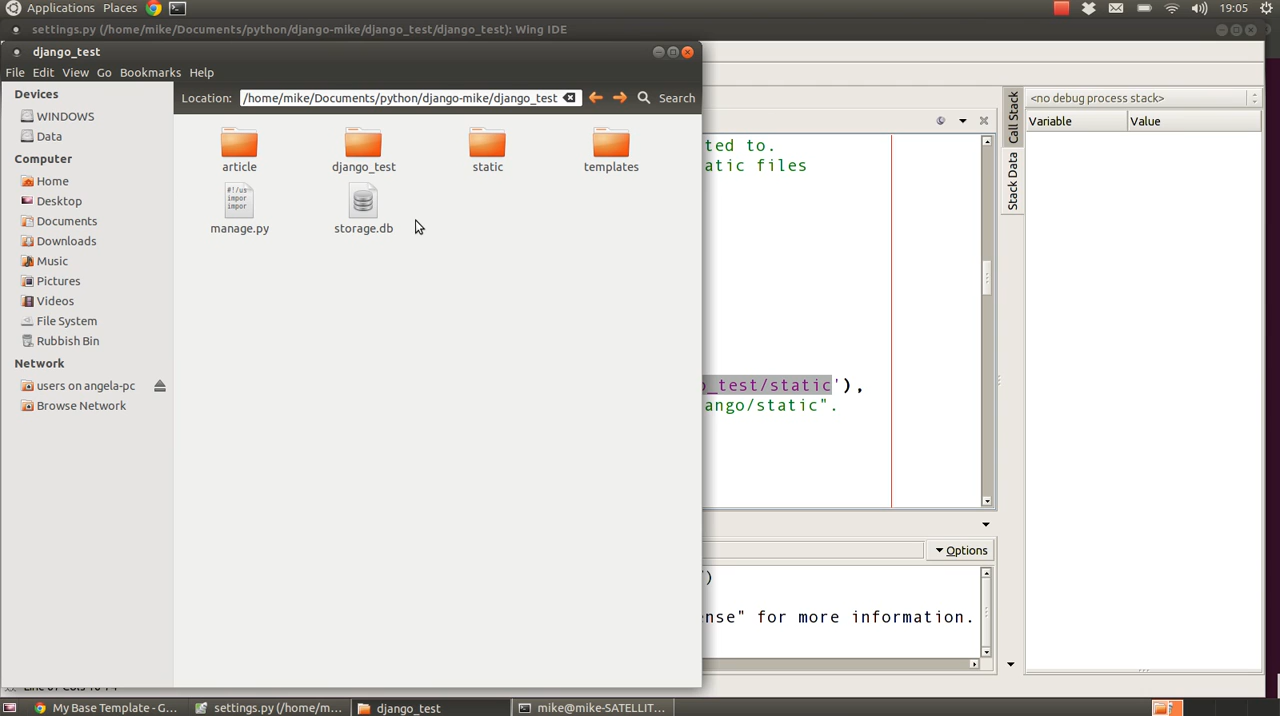 Applications Places 19:05
settings.py (/home/mike/Documents/python/django-mike/django_test/django_test): Wing IDE
django_test
File Edit View Go Bookmarks Help
Devices
WINDOWS
Data
Computer
Home
Desktop
Documents
Downloads
Music
Pictures
Videos
File System
Rubbish Bin
Network
users on angela-pc
Browse Network
Location: /home/mike/Documents/python/django-mike/django_test Search
article django_test static templates
#!/us
impor
impor
manage.py storage.db
ted to.
atic files
_test/static'),
ango/static".
Options
')
ense" for more information.
Call Stack
Stack Data
<no debug process stack>
Variable Value
My Base Template - G... settings.py (/home/m... django_test mike@mike-SATELLIT...